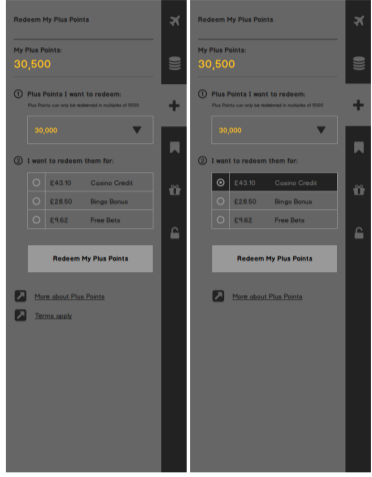 Redeem My Plus Points
My Plus Points:
30,500
1 Plus Points I want to redeem:
Plus Points can only be redeemed in multiples of 1000
30,000
2 I want to redeem them for:
£43.10 Casino Credit
£28.50 Bingo Bonus
£9.62 Free Bets
Redeem My Plus Points
More about Plus Points
Terms apply
Redeem My Plus Points
My Plus Points:
30,500
1 Plus Points I want to redeem:
Plus Points can only be redeemed in multiples of 1000
30,000
2 I want to redeem them for:
£43.10 Casino Credit
£28.50 Bingo Bonus
£9.62 Free Bets
Redeem My Plus Points
More about Plus Points